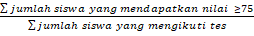 ∑ jumlah siswa yang mendapatkan nilai ≥75
∑ jumlah siswa yang mengikuti tes